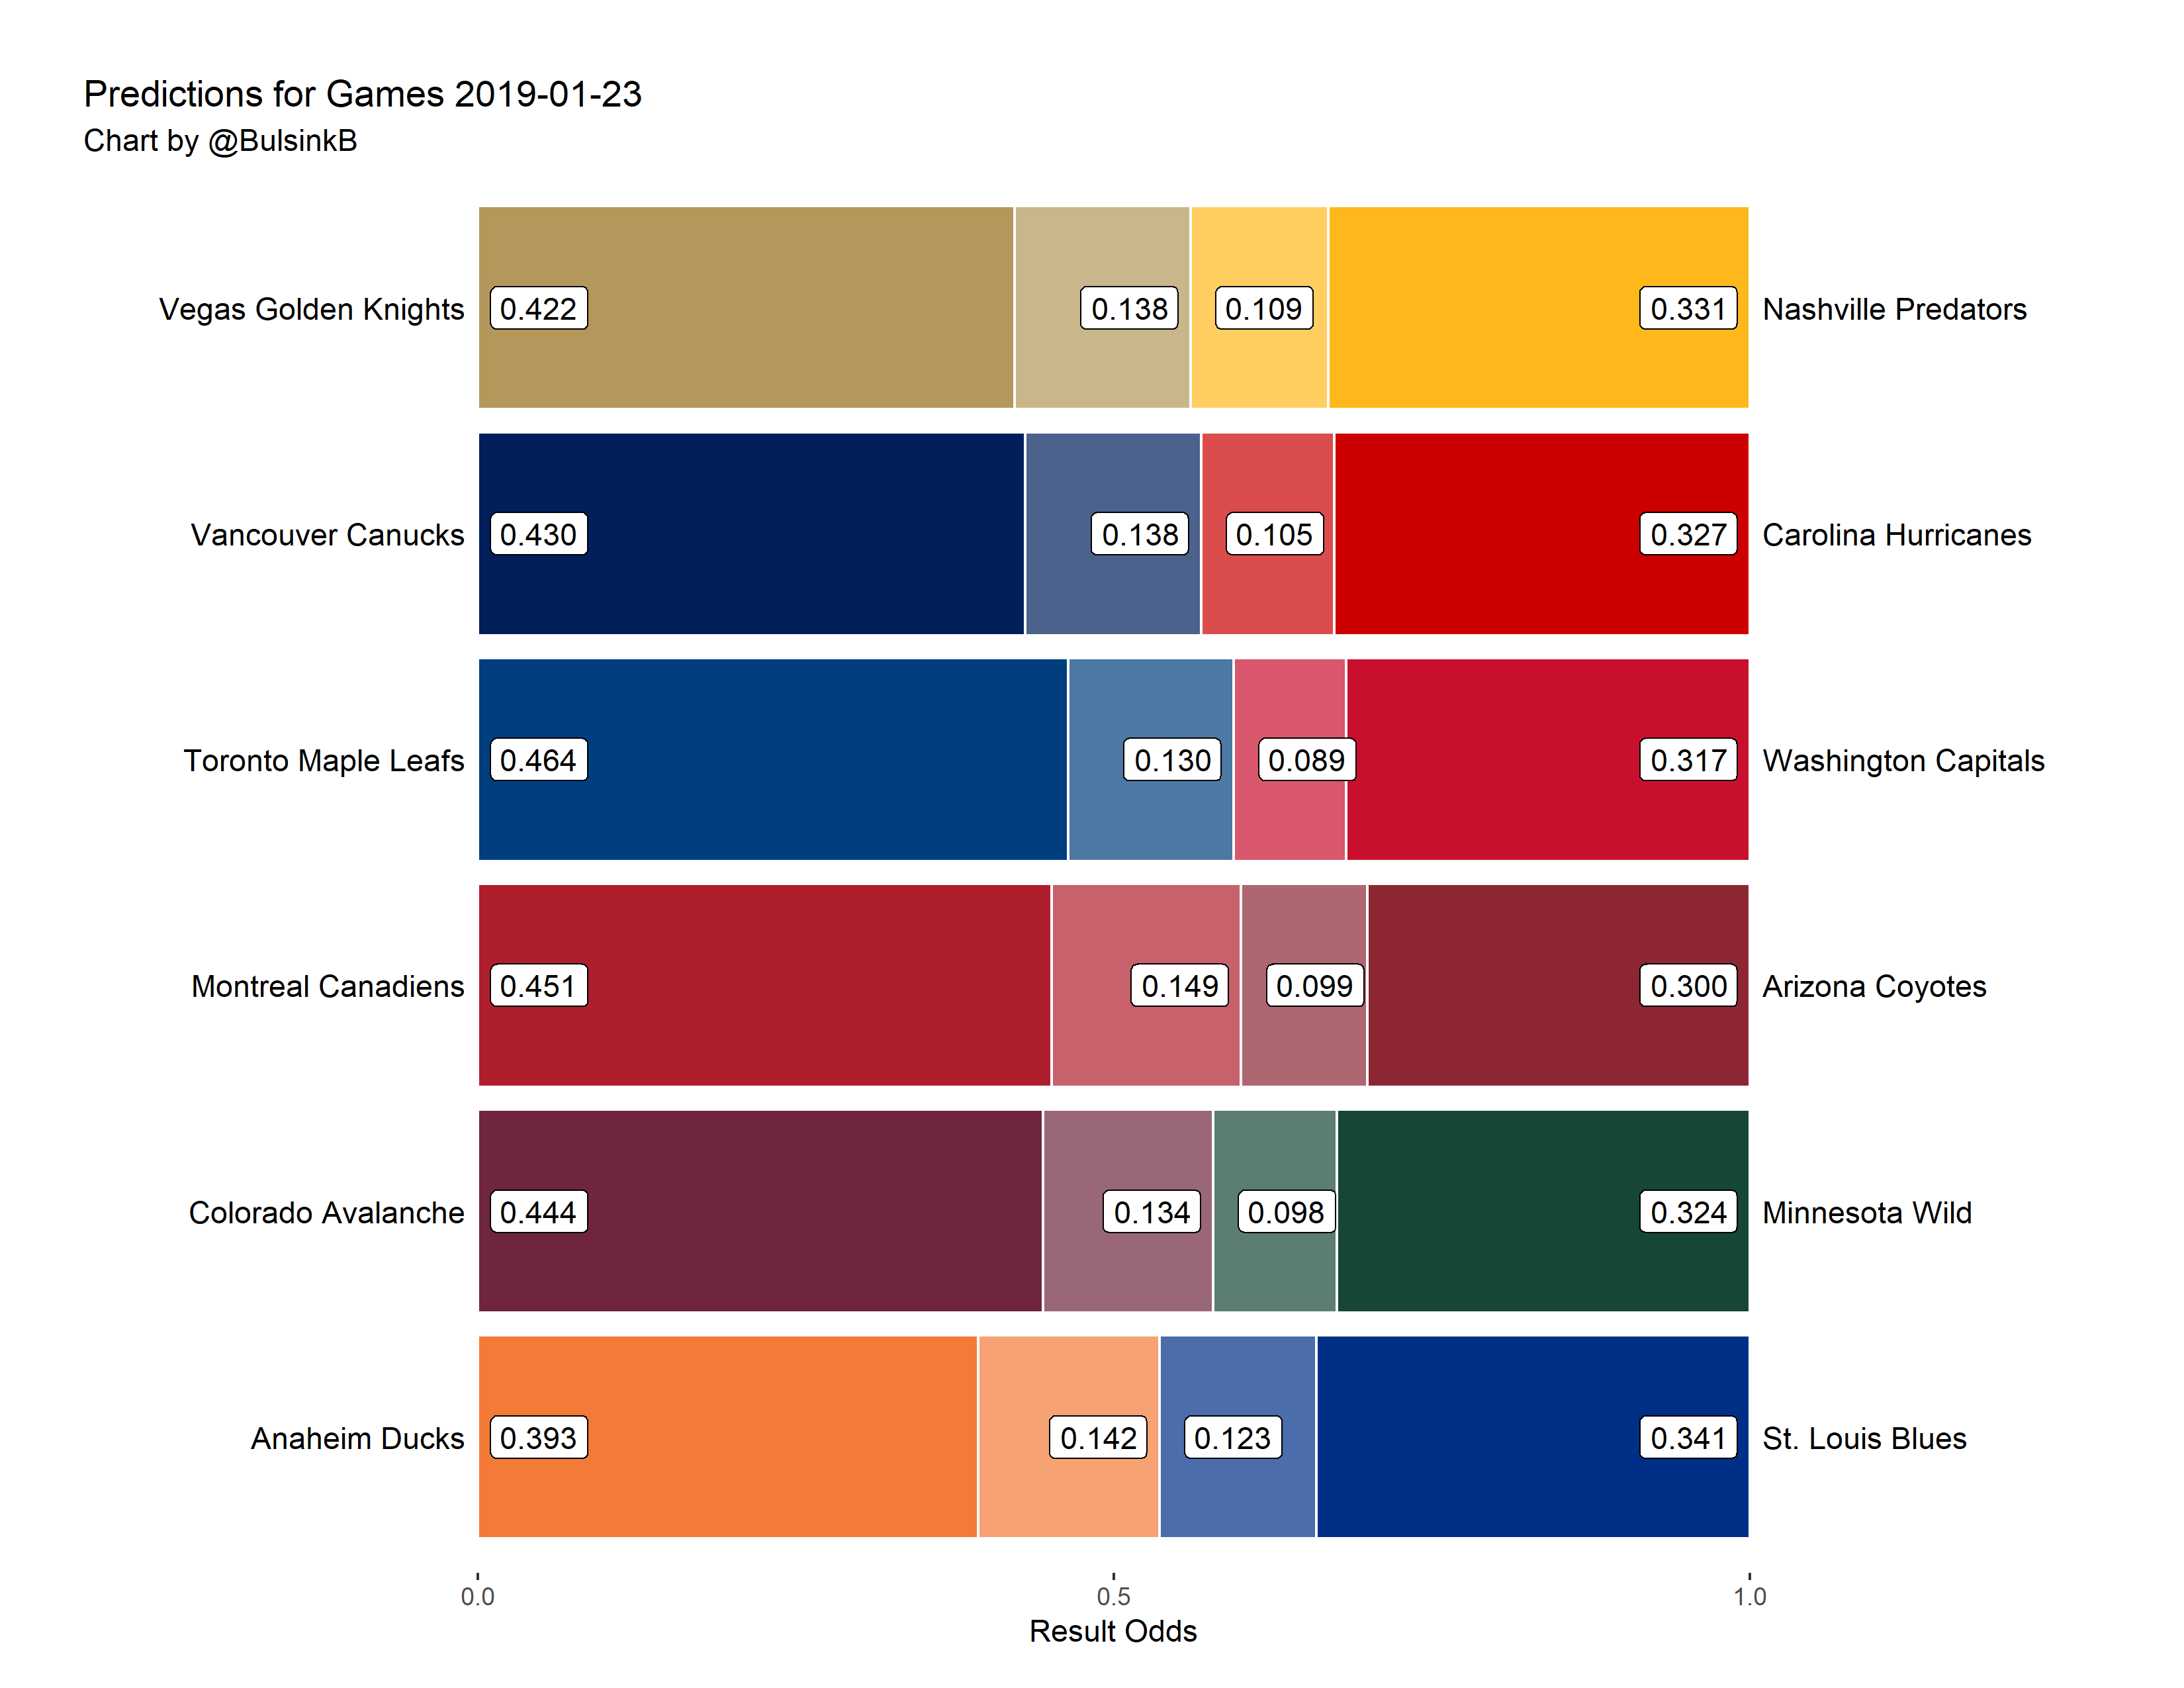 Predictions for Games 2019-01-23
Chart by @BulsinkB
Vegas Golden Knights 0.422 0.138 0.109 0.331 Nashville Predators
Vancouver Canucks 0.430 0.138 0.105 0.327 Carolina Hurricanes
Toronto Maple Leafs 0.464 0.130 0.089 0.317 Washington Capitals
Montreal Canadiens 0.451 0.149 0.099 0.300 Arizona Coyotes
Colorado Avalanche 0.444 0.134 0.098 0.324 Minnesota Wild
Anaheim Ducks 0.393 0.142 0.123 0.341 St. Louis Blues
0.0 0.5 1.0
Result Odds